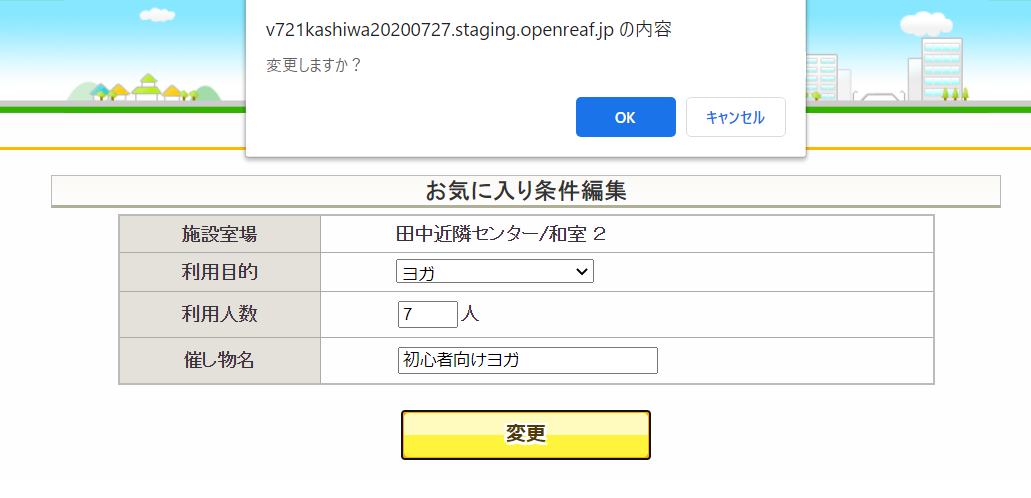 v721kashiwa20200727.staging.openreaf.jp の内容
変更しますか？
OK キャンセル
お気に入り条件編集
施設室場 田中近隣センター/和室 2
利用目的 ヨガ
利用人数 7 人
催し物名 初心者向けヨガ
変更